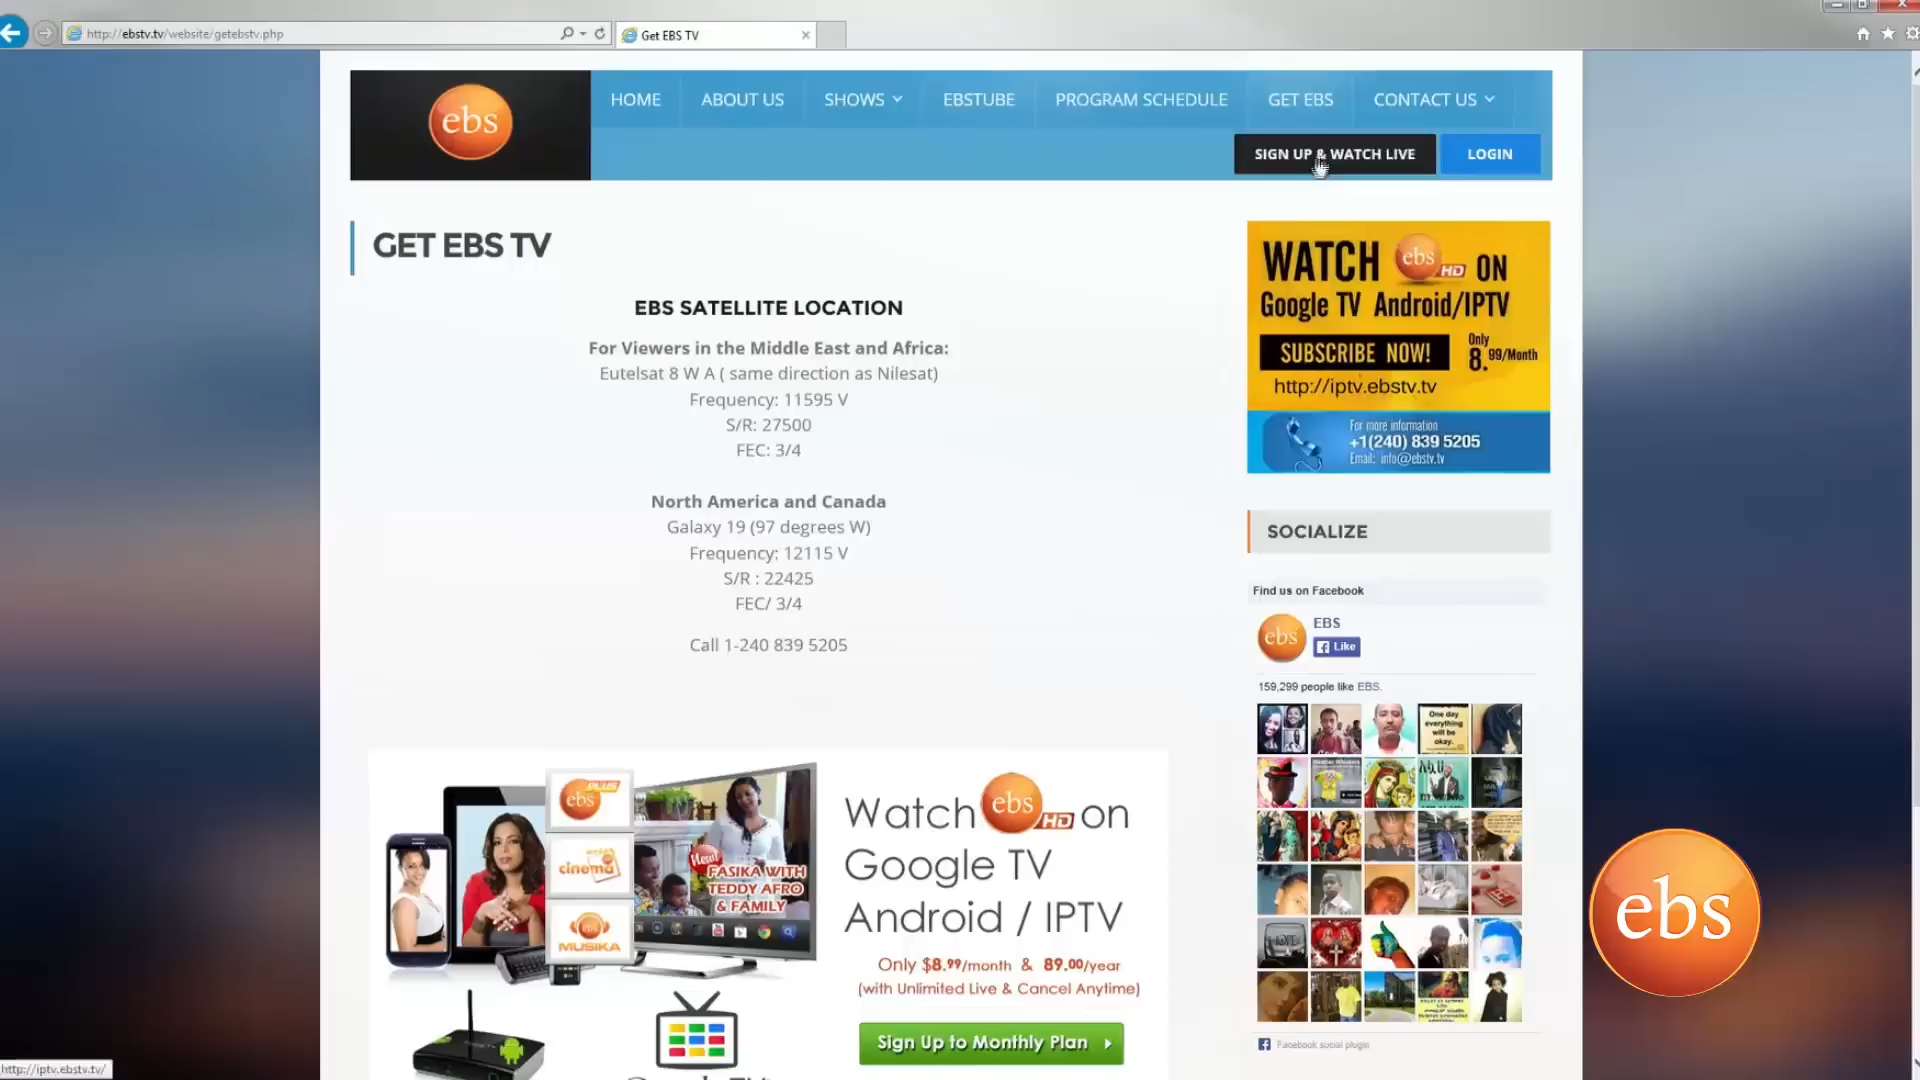 http://ebstv.tv/website/getebstv.php
Get EBS TV
ebs
HOME
ABOUT US
SHOWS
EBSTUBE
PROGRAM SCHEDULE
GET EBS
CONTACT US
SIGN UP & WATCH LIVE
LOGIN
GET EBS TV
EBS SATELLITE LOCATION
For Viewers in the Middle East and Africa:
Eutelsat 8 W A ( same direction as Nilesat)
Frequency: 11595 V
S/R: 27500
FEC: 3/4
North America and Canada
Galaxy 19 (97 degrees W)
Frequency: 12115 V
S/R : 22425
FEC/ 3/4
Call 1-240 839 5205
ebs PLUS
cinema
MUSIKA
New!
FASIKA WITH
TEDDY AFRO
& FAMILY
Watch ebs HD on
Google TV
Android / IPTV
Only $8.99/month & 89.00/year
(with Unlimited Live & Cancel Anytime)
Sign Up to Monthly Plan
WATCH ebs HD ON
Google TV Android/IPTV
SUBSCRIBE NOW! Only 8.99/Month
http://iptv.ebstv.tv
For more information
+1(240) 839 5205
Email: info@ebstv.tv
SOCIALIZE
Find us on Facebook
ebs
EBS
Like
159,299 people like EBS.
One day
everything
will be
okay.
Facebook social plugin
ebs
http://iptv.ebstv.tv/